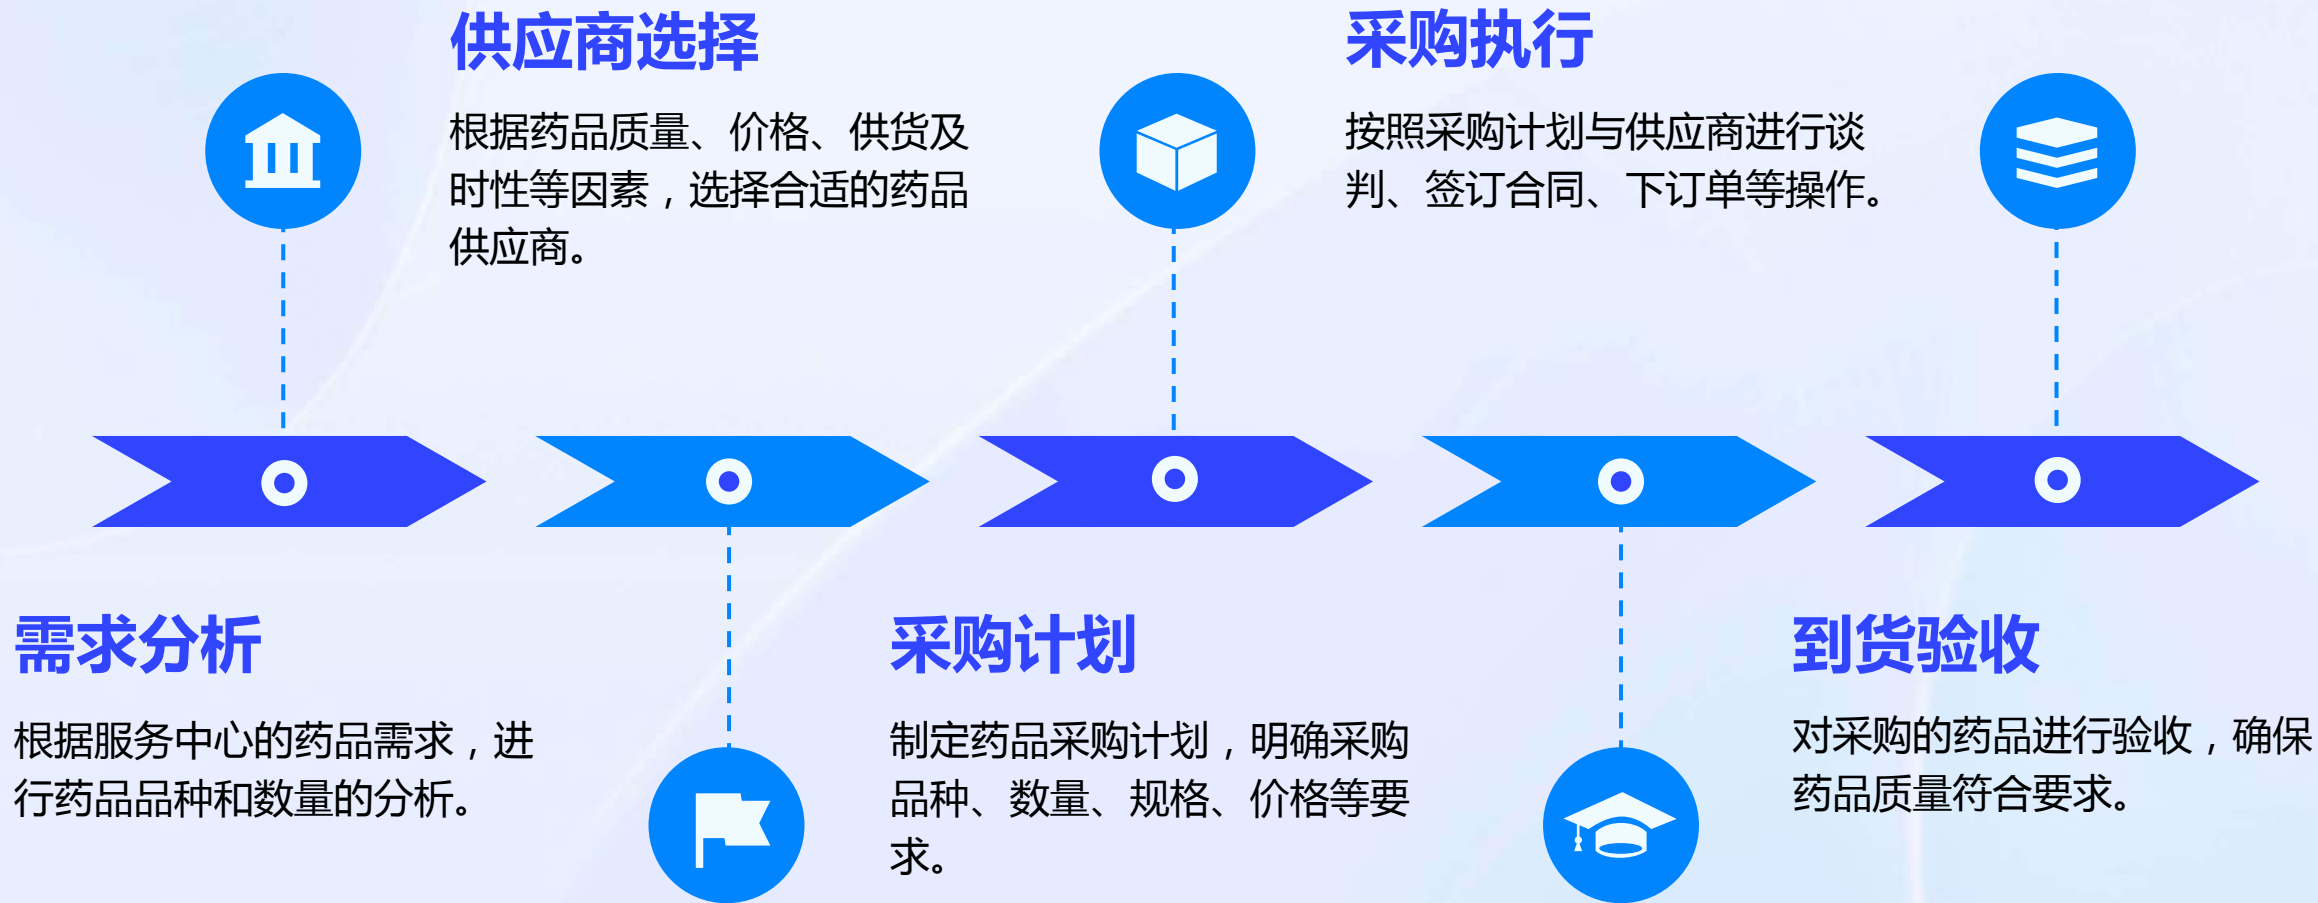 需求分析
根据服务中心的药品需求，进
行药品品种和数量的分析。
供应商选择
根据药品质量、价格、供货及
时性等因素，选择合适的药品
供应商。
采购计划
制定药品采购计划，明确采购
品种、数量、规格、价格等要
求。
采购执行
按照采购计划与供应商进行谈
判、签订合同、下订单等操作。
到货验收
对采购的药品进行验收，确保
药品质量符合要求。